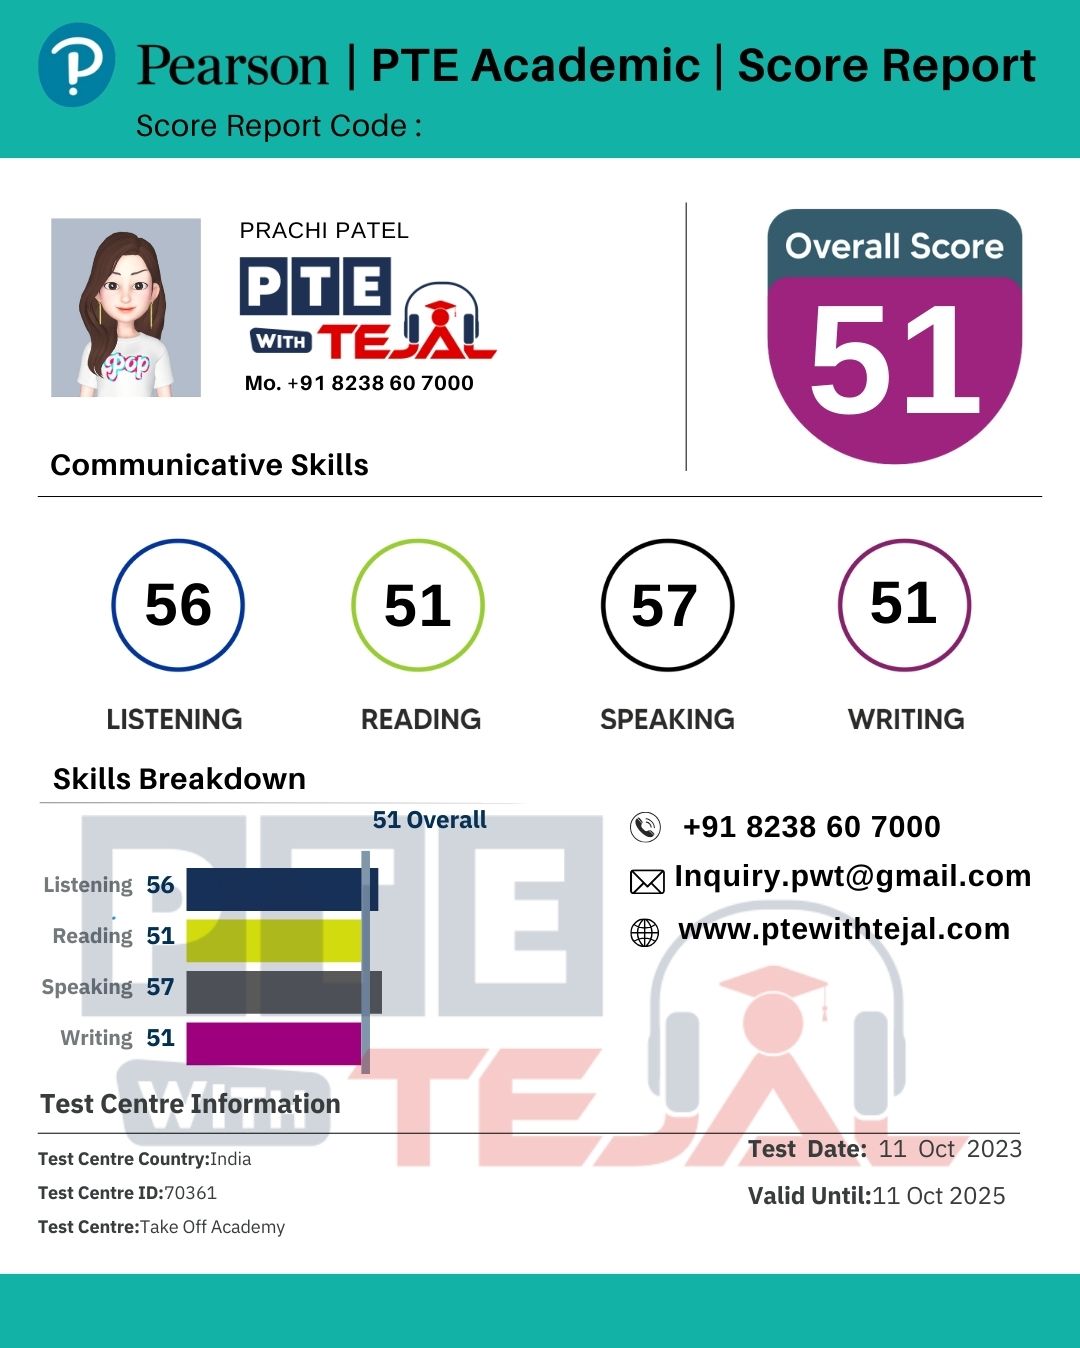 Pearson | PTE Academic | Score Report
Score Report Code :
PRACHI PATEL
PTE
WITH TEJAL
Mo. +91 8238 60 7000
Overall Score
51
Pop
Communicative Skills
56 51 57 51
LISTENING READING SPEAKING WRITING
Skills Breakdown
51 Overall
Listening 56
Reading 51
Speaking 57
Writing 51
+91 8238 60 7000
Inquiry.pwt@gmail.com
www.ptewithtejal.com
PTE
WITH TEJAL
Test Centre Information
Test Centre Country:India
Test Centre ID:70361
Test Centre:Take Off Academy
Test Date: 11 Oct 2023
Valid Until:11 Oct 2025